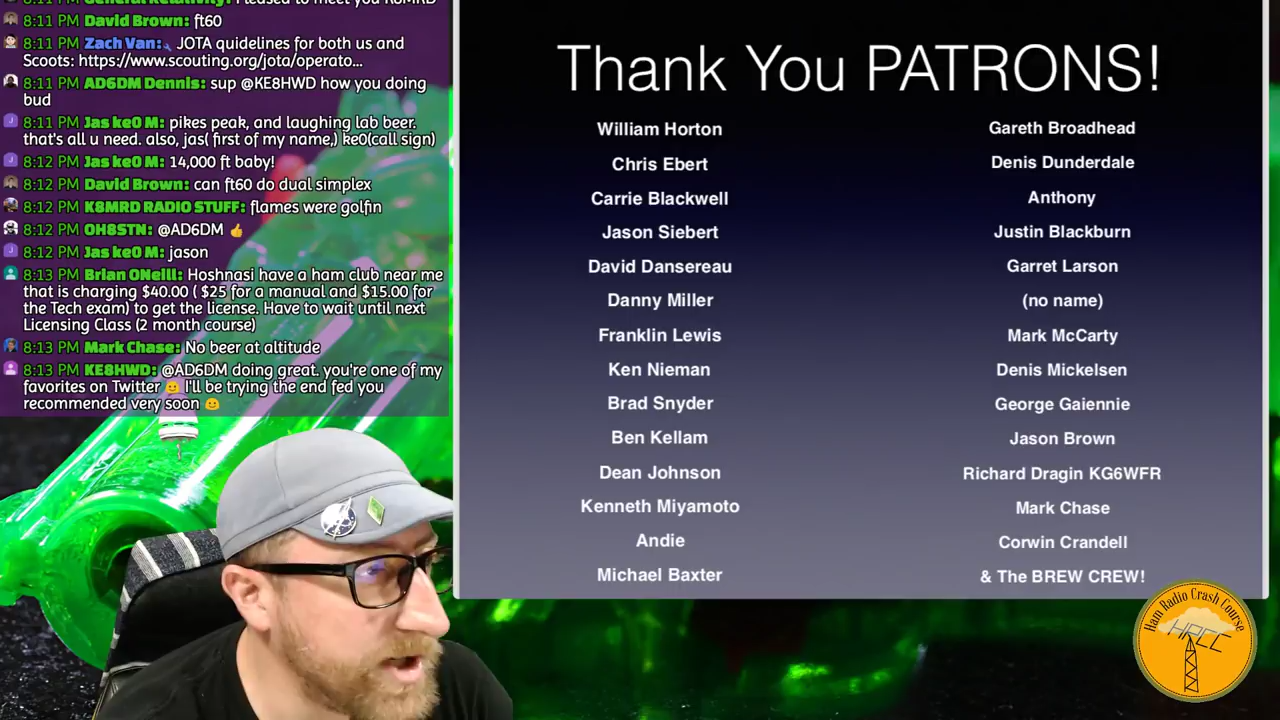 8:11 PM General Relativity: Pleased to meet you K8MRD
8:11 PM David Brown: ft60
8:11 PM Zach Van: JOTA quidelines for both us and
Scoots: https://www.scouting.org/jota/operato...
8:11 PM AD6DM Dennis: sup @KE8HWD how you doing
bud
8:11 PM Jas ke0 M: pikes peak, and laughing lab beer.
that's all u need. also, jas( first of my name,) ke0(call sign)
8:12 PM Jas ke0 M: 14,000 ft baby!
8:12 PM David Brown: can ft60 do dual simplex
8:12 PM K8MRD RADIO STUFF: flames were golfin
8:12 PM OH8STN: @AD6DM 👍
8:12 PM Jas ke0 M: jason
8:13 PM Brian ONeill: Hoshnasi have a ham club near me
that is charging $40.00 ( $25 for a manual and $15.00 for
the Tech exam) to get the license. Have to wait until next
Licensing Class (2 month course)
8:13 PM Mark Chase: No beer at altitude
8:13 PM KE8HWD: @AD6DM doing great. you're one of my
favorites on Twitter 🙂 I'll be trying the end fed you
recommended very soon 🙂
Thank You PATRONS!
William Horton
Chris Ebert
Carrie Blackwell
Jason Siebert
David Dansereau
Danny Miller
Franklin Lewis
Ken Nieman
Brad Snyder
Ben Kellam
Dean Johnson
Kenneth Miyamoto
Andie
Michael Baxter
Gareth Broadhead
Denis Dunderdale
Anthony
Justin Blackburn
Garret Larson
(no name)
Mark McCarty
Denis Mickelsen
George Gaiennie
Jason Brown
Richard Dragin KG6WFR
Mark Chase
Corwin Crandell
& The BREW CREW!
Ham Radio Crash Course
HRCC